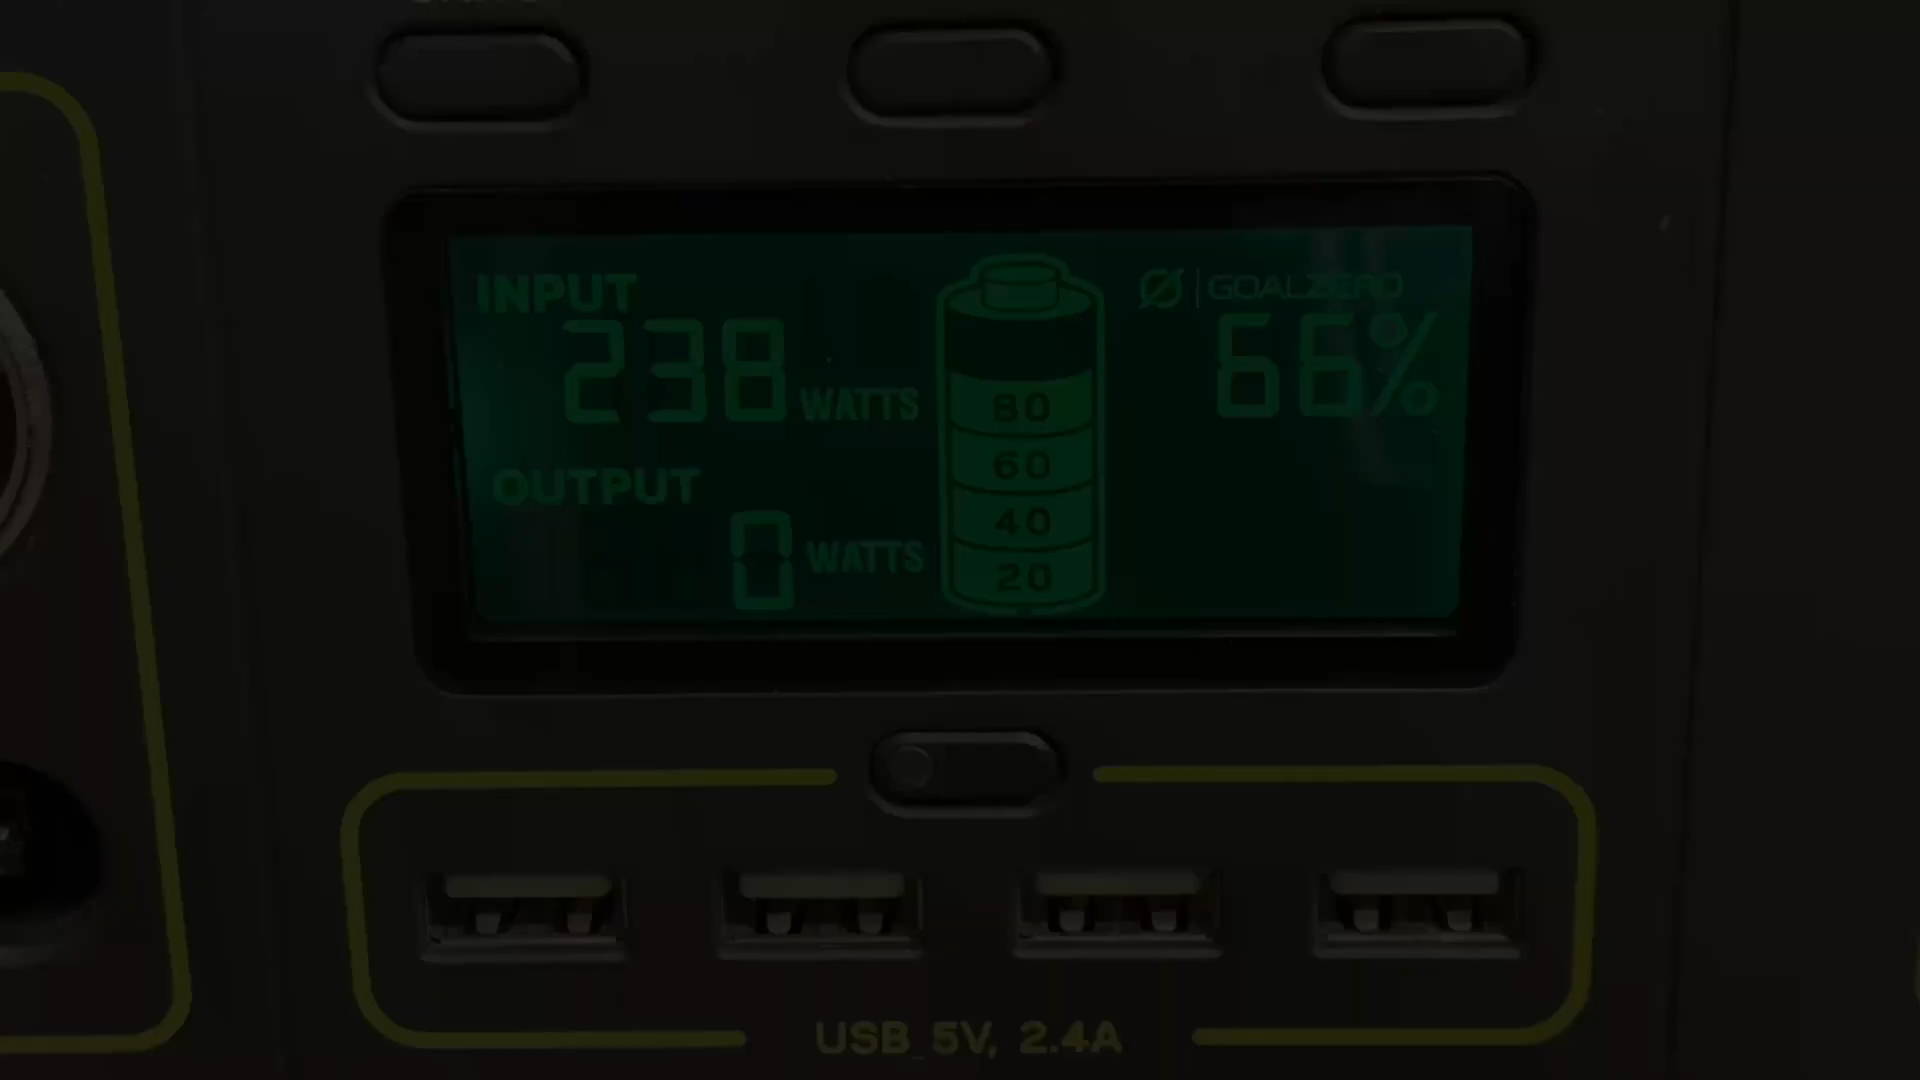 INPUT
238 WATTS
OUTPUT
0 WATTS
80
60
40
20
GOALZERO
66%
USB 5V, 2.4A